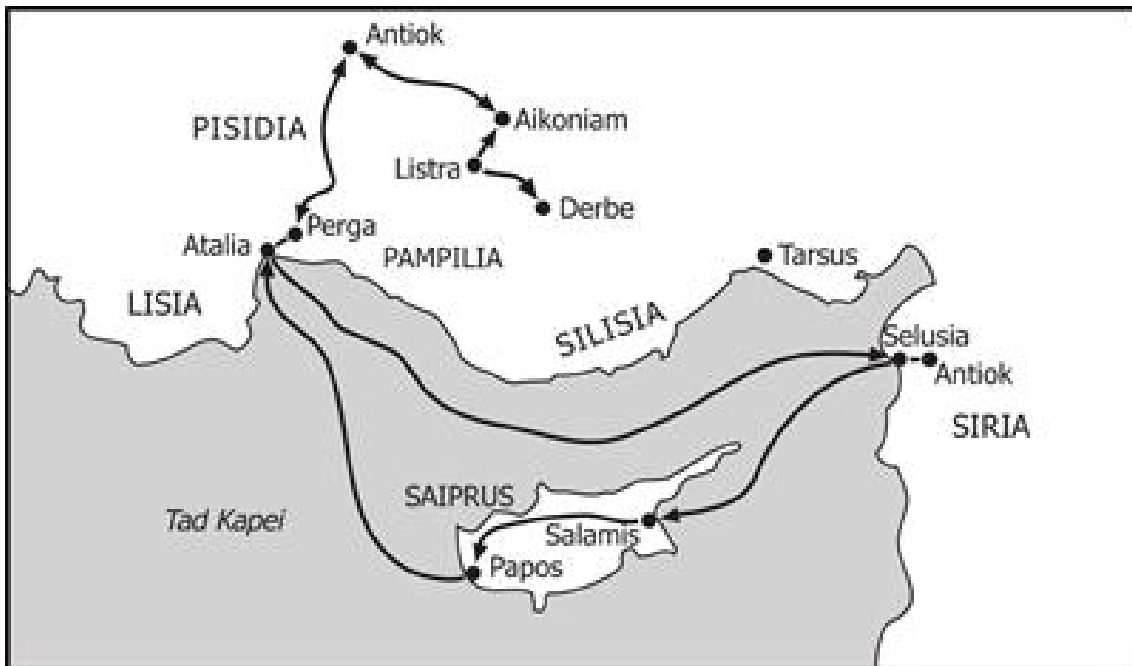 Antiok
Aikoniam
PISIDIA
Listra
Derbe
Perga
Atalia
PAMPILIA
Tarsus
LISIA
SILISIA
Selusia
Antiok
SIRIA
SAIPRUS
Tad Kapei
Salamis
Papos